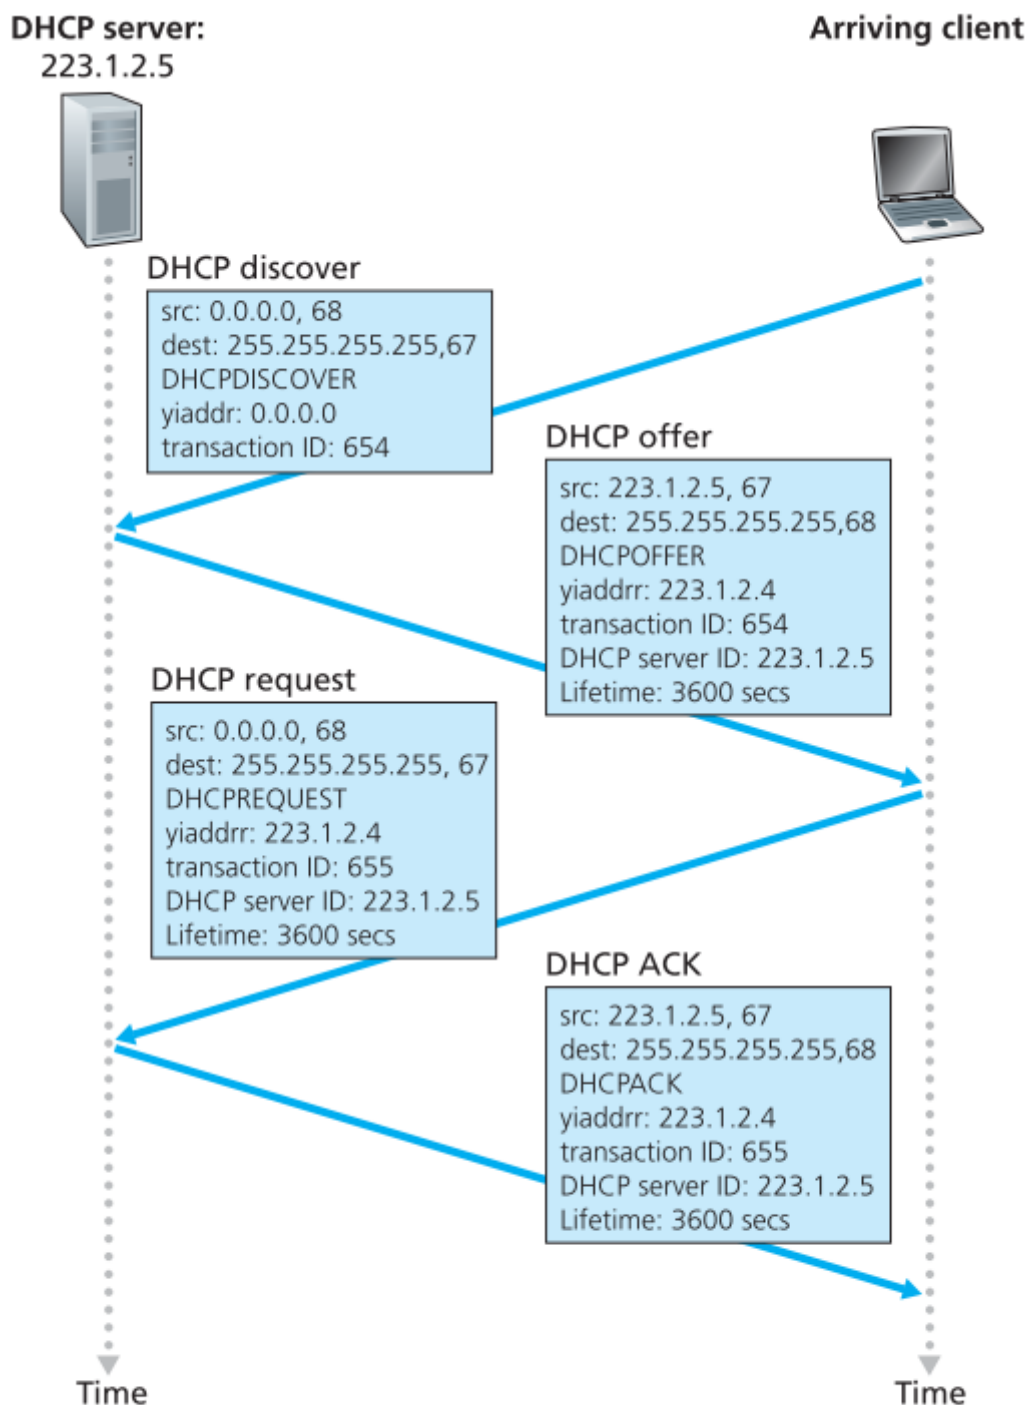 DHCP server:
223.1.2.5
Arriving client
DHCP discover
src: 0.0.0.0, 68
dest: 255.255.255.255,67
DHCPDISCOVER
yiaddr: 0.0.0.0
transaction ID: 654
DHCP offer
src: 223.1.2.5, 67
dest: 255.255.255.255,68
DHCPOFFER
yiaddrr: 223.1.2.4
transaction ID: 654
DHCP server ID: 223.1.2.5
Lifetime: 3600 secs
DHCP request
src: 0.0.0.0, 68
dest: 255.255.255.255, 67
DHCPREQUEST
yiaddrr: 223.1.2.4
transaction ID: 655
DHCP server ID: 223.1.2.5
Lifetime: 3600 secs
DHCP ACK
src: 223.1.2.5, 67
dest: 255.255.255.255,68
DHCPACK
yiaddrr: 223.1.2.4
transaction ID: 655
DHCP server ID: 223.1.2.5
Lifetime: 3600 secs
Time
Time